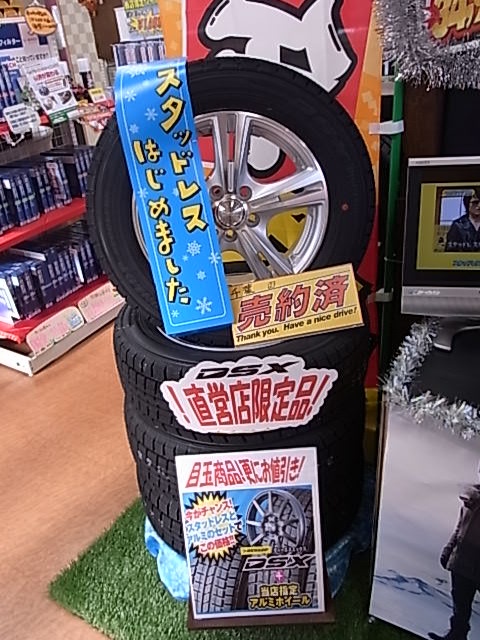 スタッドレス
はじめました
売約済
Thank you. Have a nice drive!
DSX
直営店限定品!
目玉商品!更にお値引き!
今がチャンス!
スタッドレスと
アルミのセットで
この価格!!
DUNLOP
DSX
+
当店指定
アルミホイール